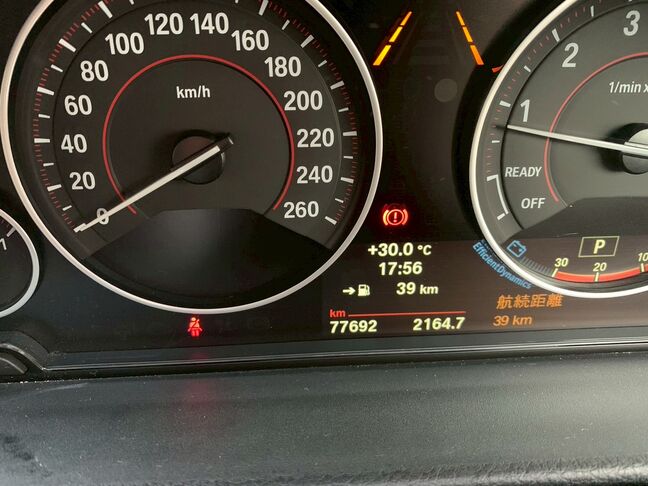 0
20
40
60
80
100
120
140
160
180
200
220
240
260
km/h
+30.0 °C
17:56
39 km
km
77692 2164.7
1
2
3
1/min x
READY
OFF
P
EfficientDynamics
30
20
10
航続距離
39 km